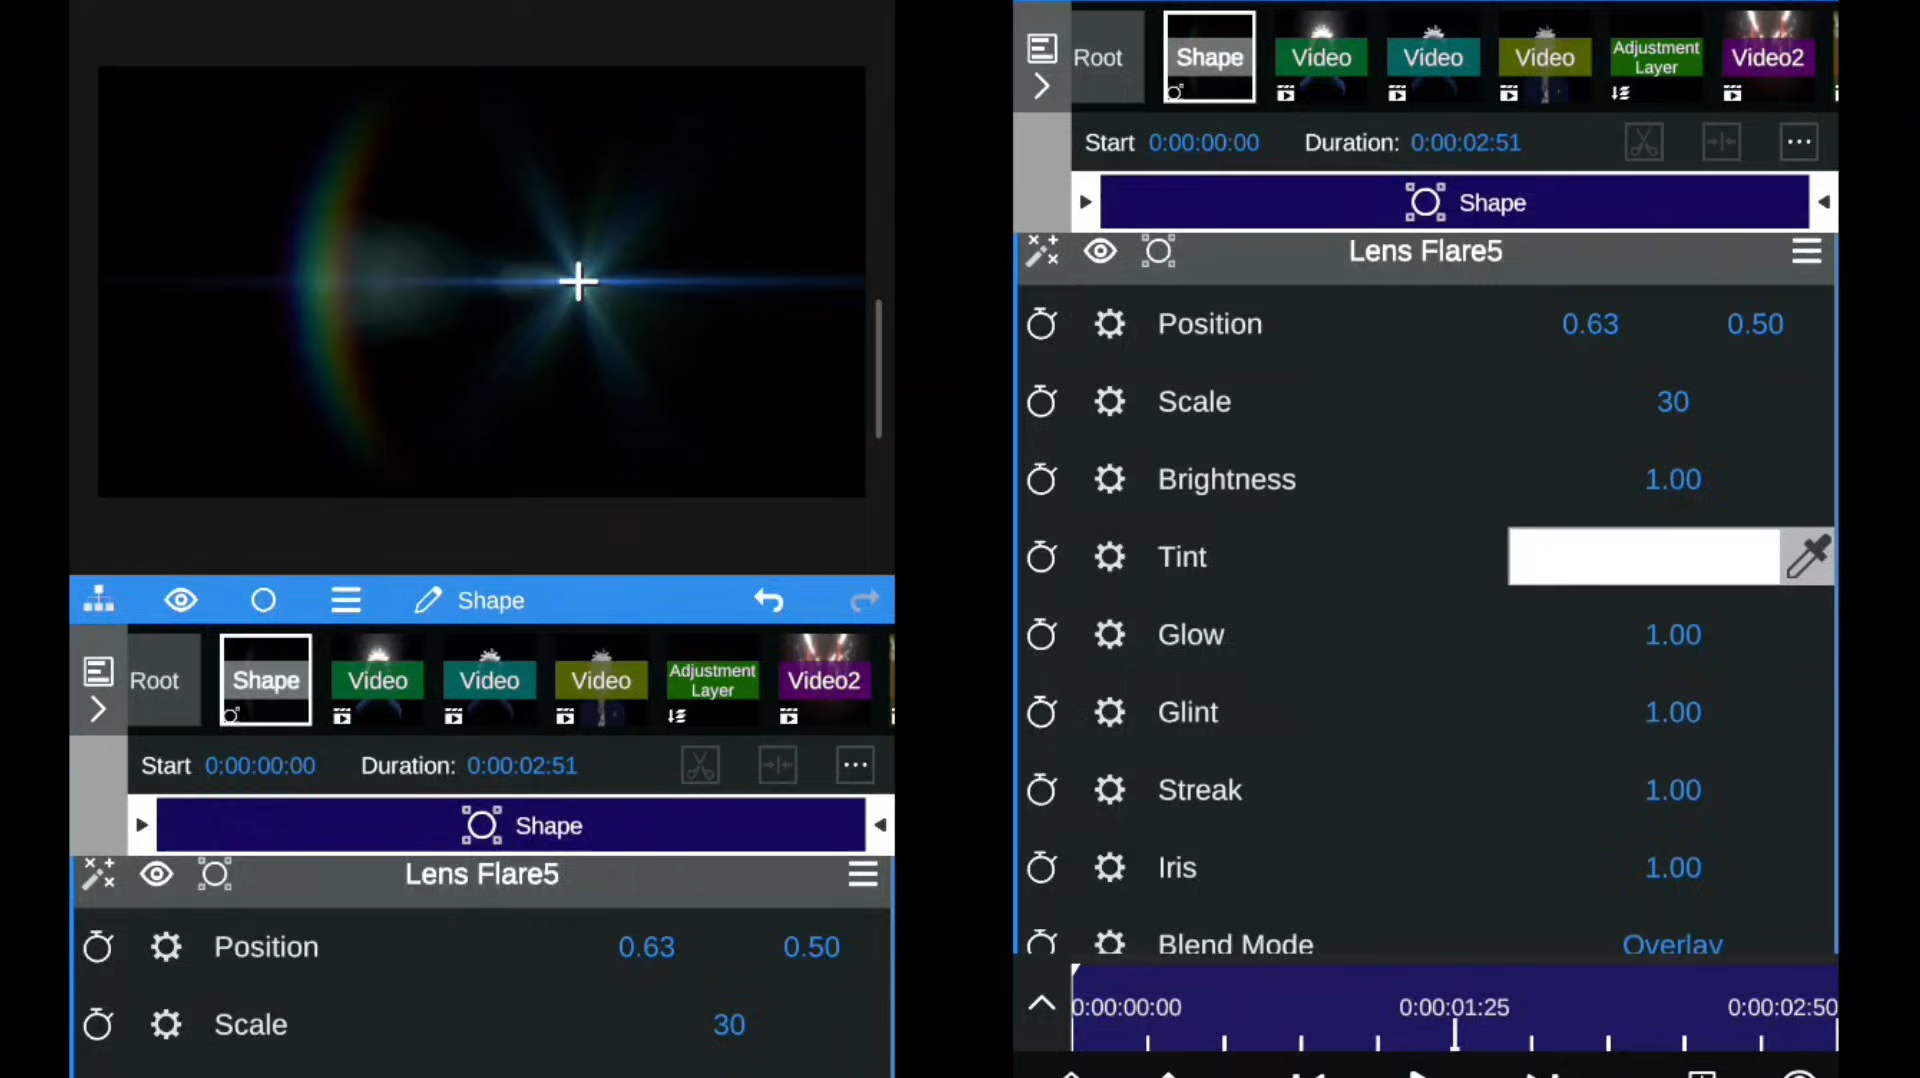 Shape
Root
Shape
Video
Video
Video
Adjustment
Layer
Video2
Start 0:00:00:00 Duration: 0:00:02:51
Shape
Lens Flare5
Position 0.63 0.50
Scale 30
Root
Shape
Video
Video
Video
Adjustment
Layer
Video2
Start 0:00:00:00 Duration: 0:00:02:51
Shape
Lens Flare5
Position 0.63 0.50
Scale 30
Brightness 1.00
Tint
Glow 1.00
Glint 1.00
Streak 1.00
Iris 1.00
Blend Mode Overlay
0:00:00:00 0:00:01:25 0:00:02:50